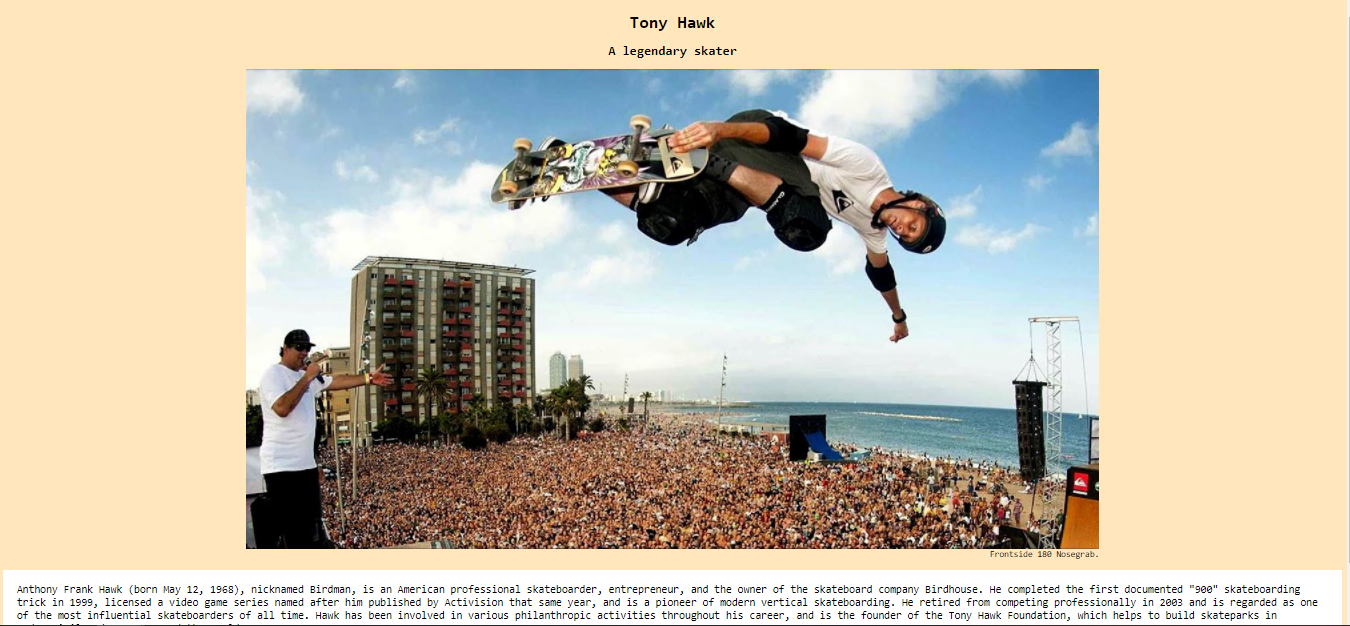 Tony Hawk
A legendary skater
Frontside 180 Nosegrab.
Anthony Frank Hawk (born May 12, 1968), nicknamed Birdman, is an American professional skateboarder, entrepreneur, and the owner of the skateboard company Birdhouse. He completed the first documented "900" skateboarding
trick in 1999, licensed a video game series named after him published by Activision that same year, and is a pioneer of modern vertical skateboarding. He retired from competing professionally in 2003 and is regarded as one
of the most influential skateboarders of all time. Hawk has been involved in various philanthropic activities throughout his career, and is the founder of the Tony Hawk Foundation, which helps to build skateparks in